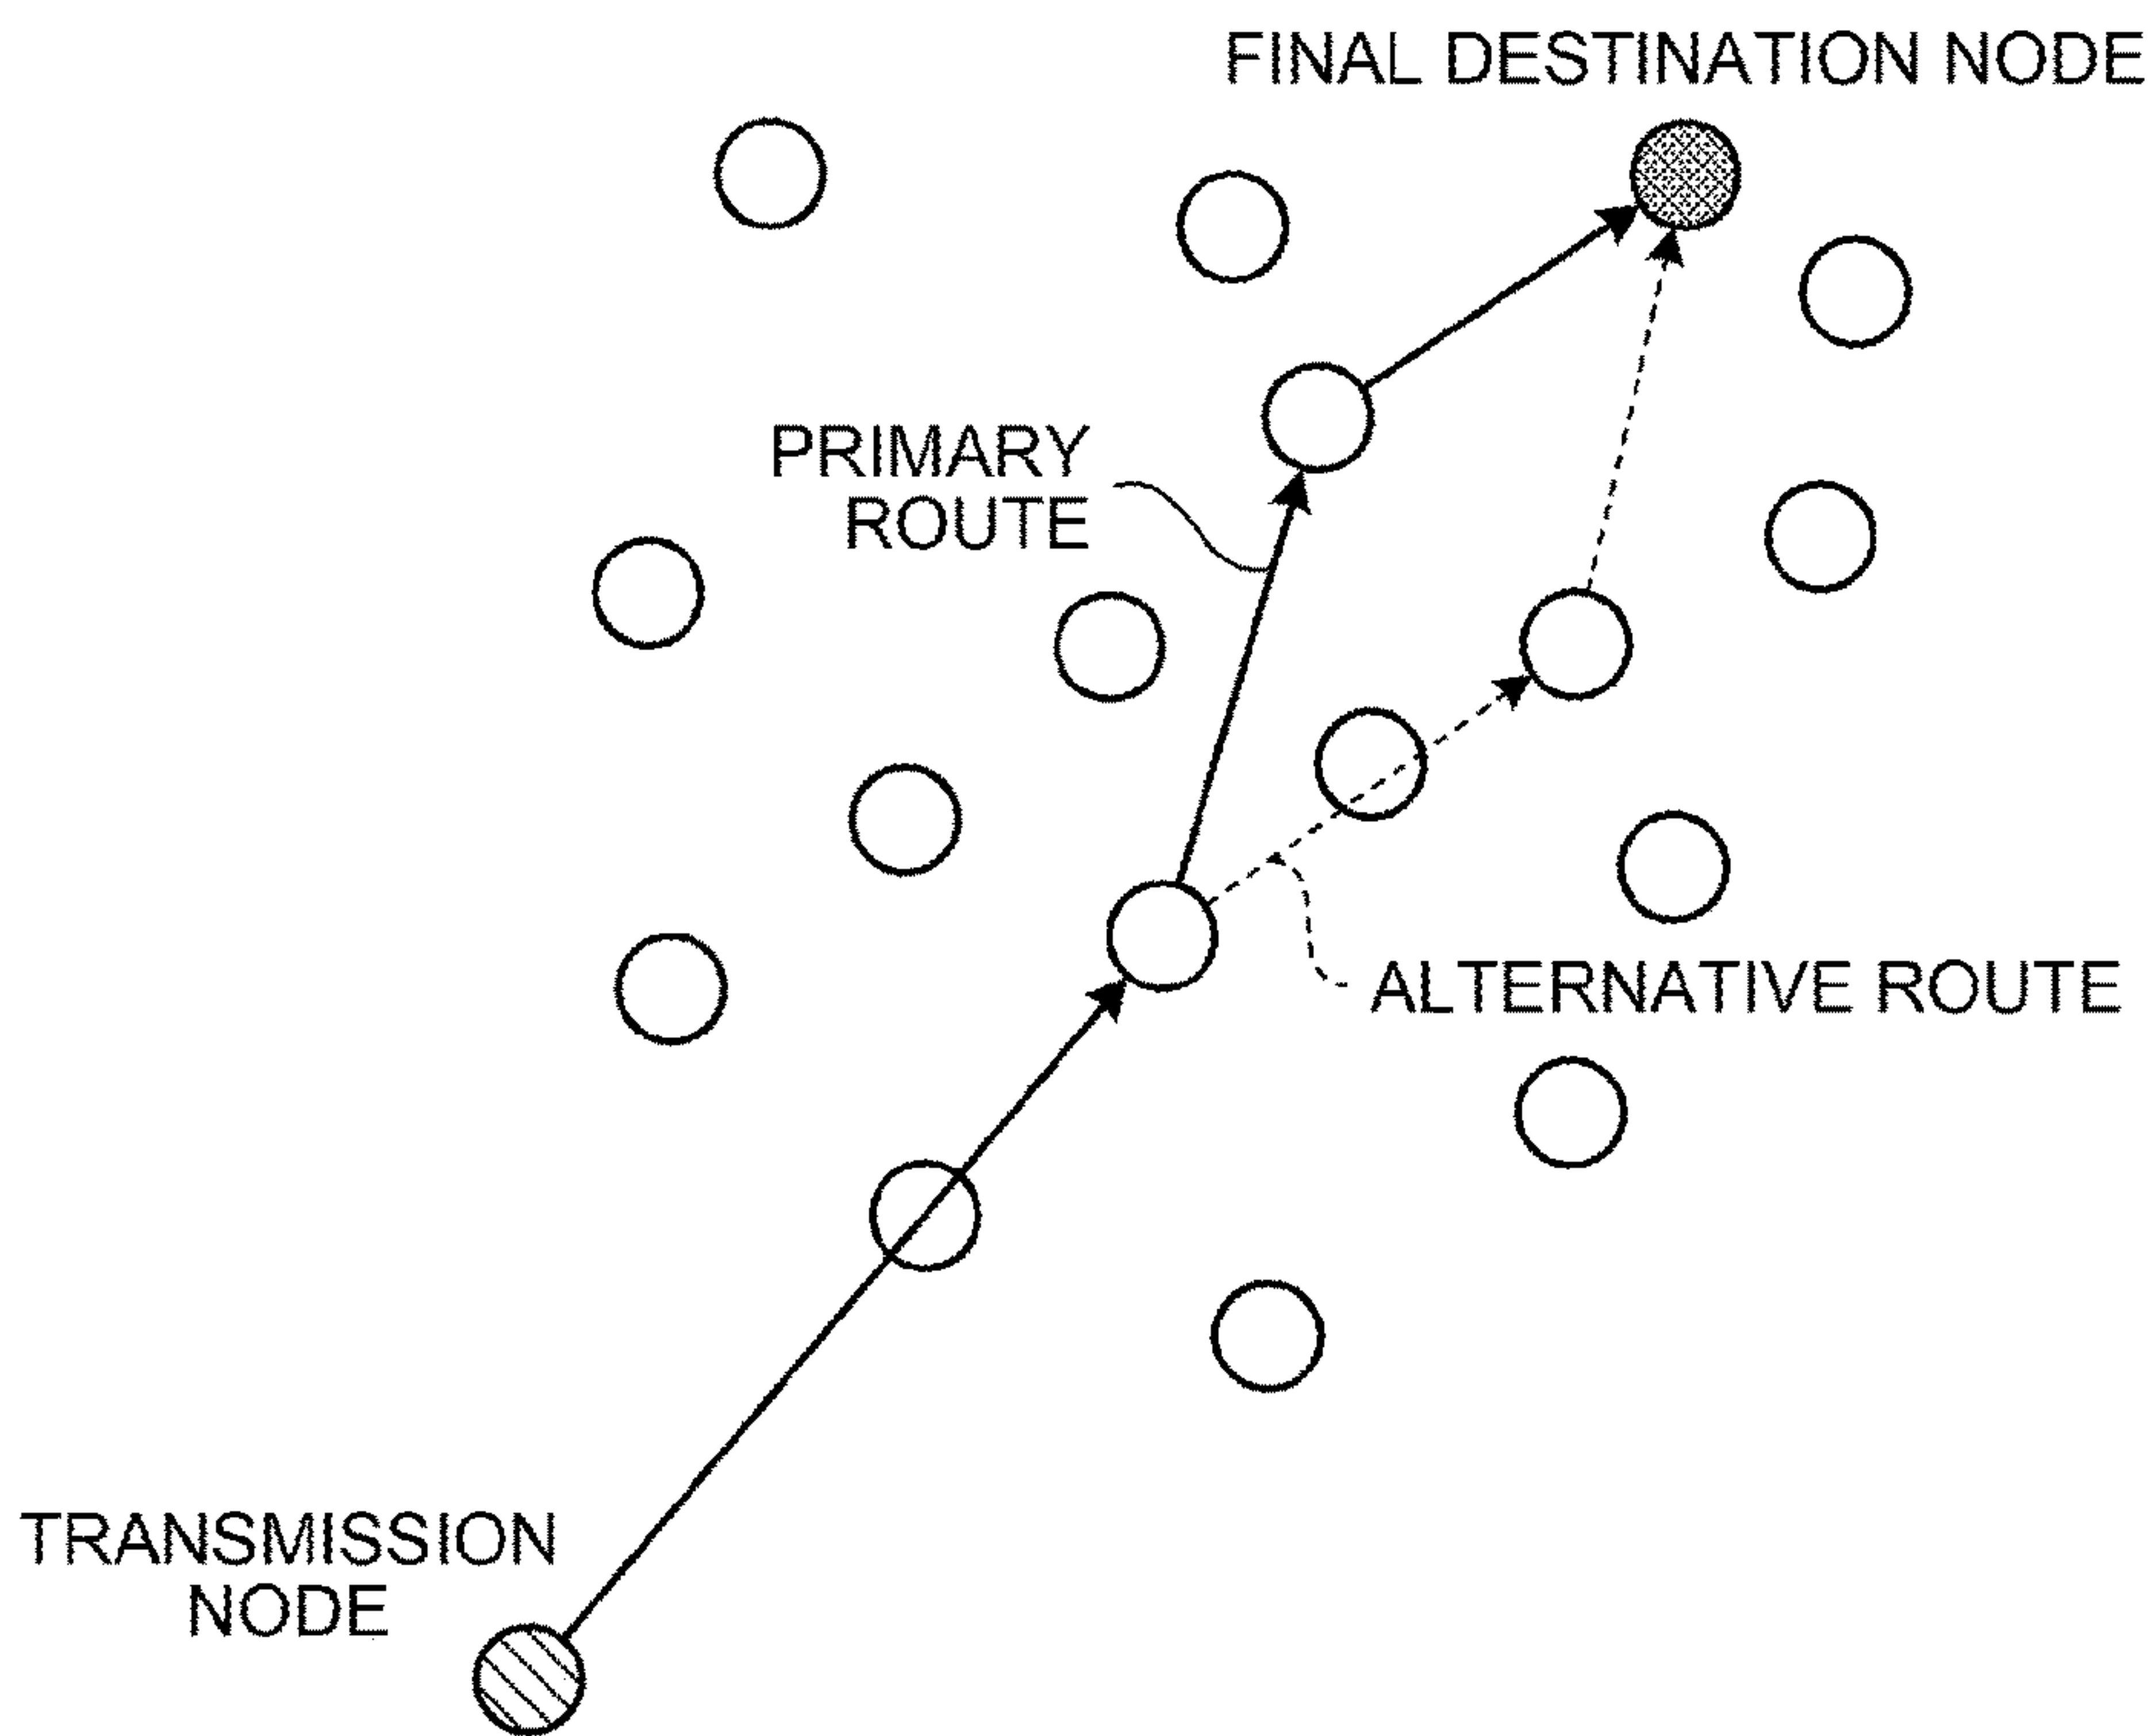 FINAL DESTINATION NODE
PRIMARY
ROUTE
ALTERNATIVE ROUTE
TRANSMISSION
NODE